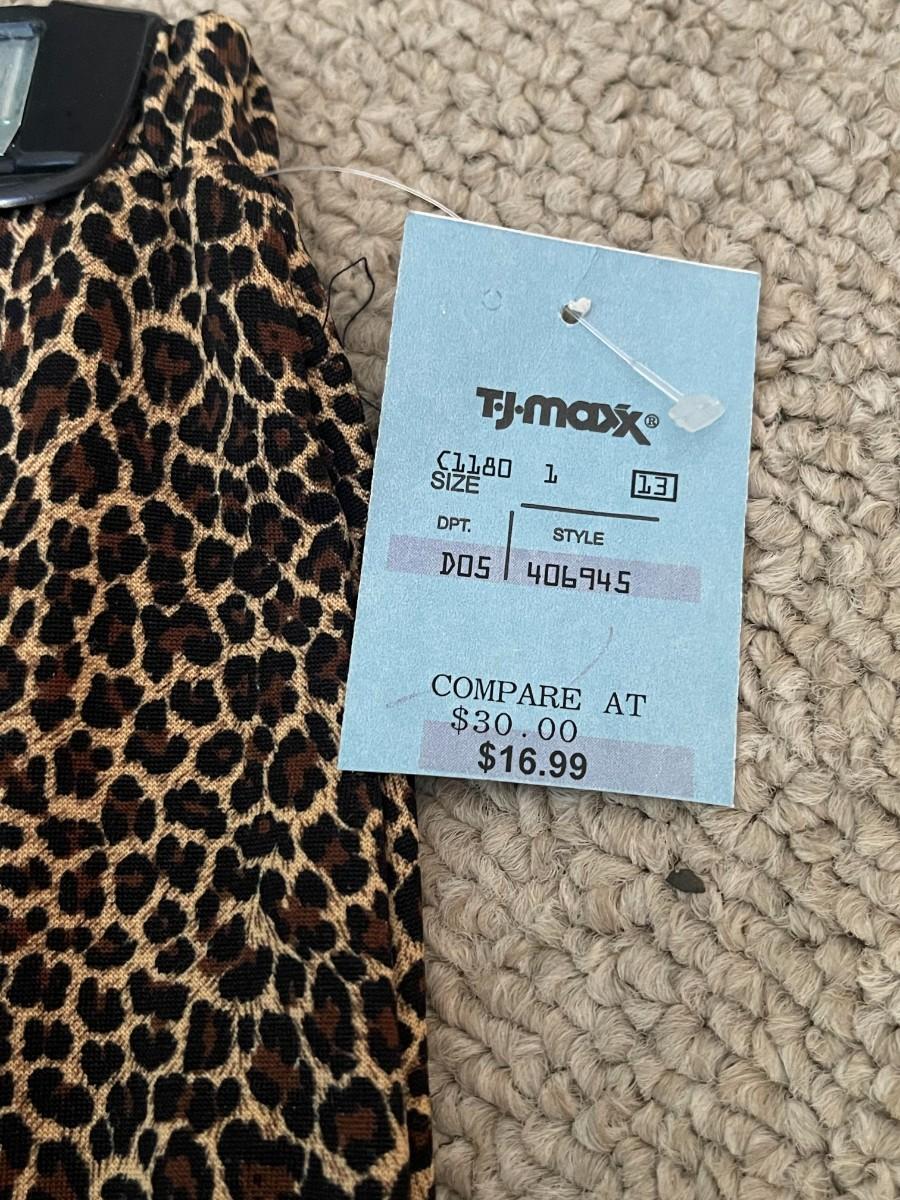 T·J·maxx®
C1180 1 13
SIZE
DPT. STYLE
D05 406945
COMPARE AT
$30.00
$16.99